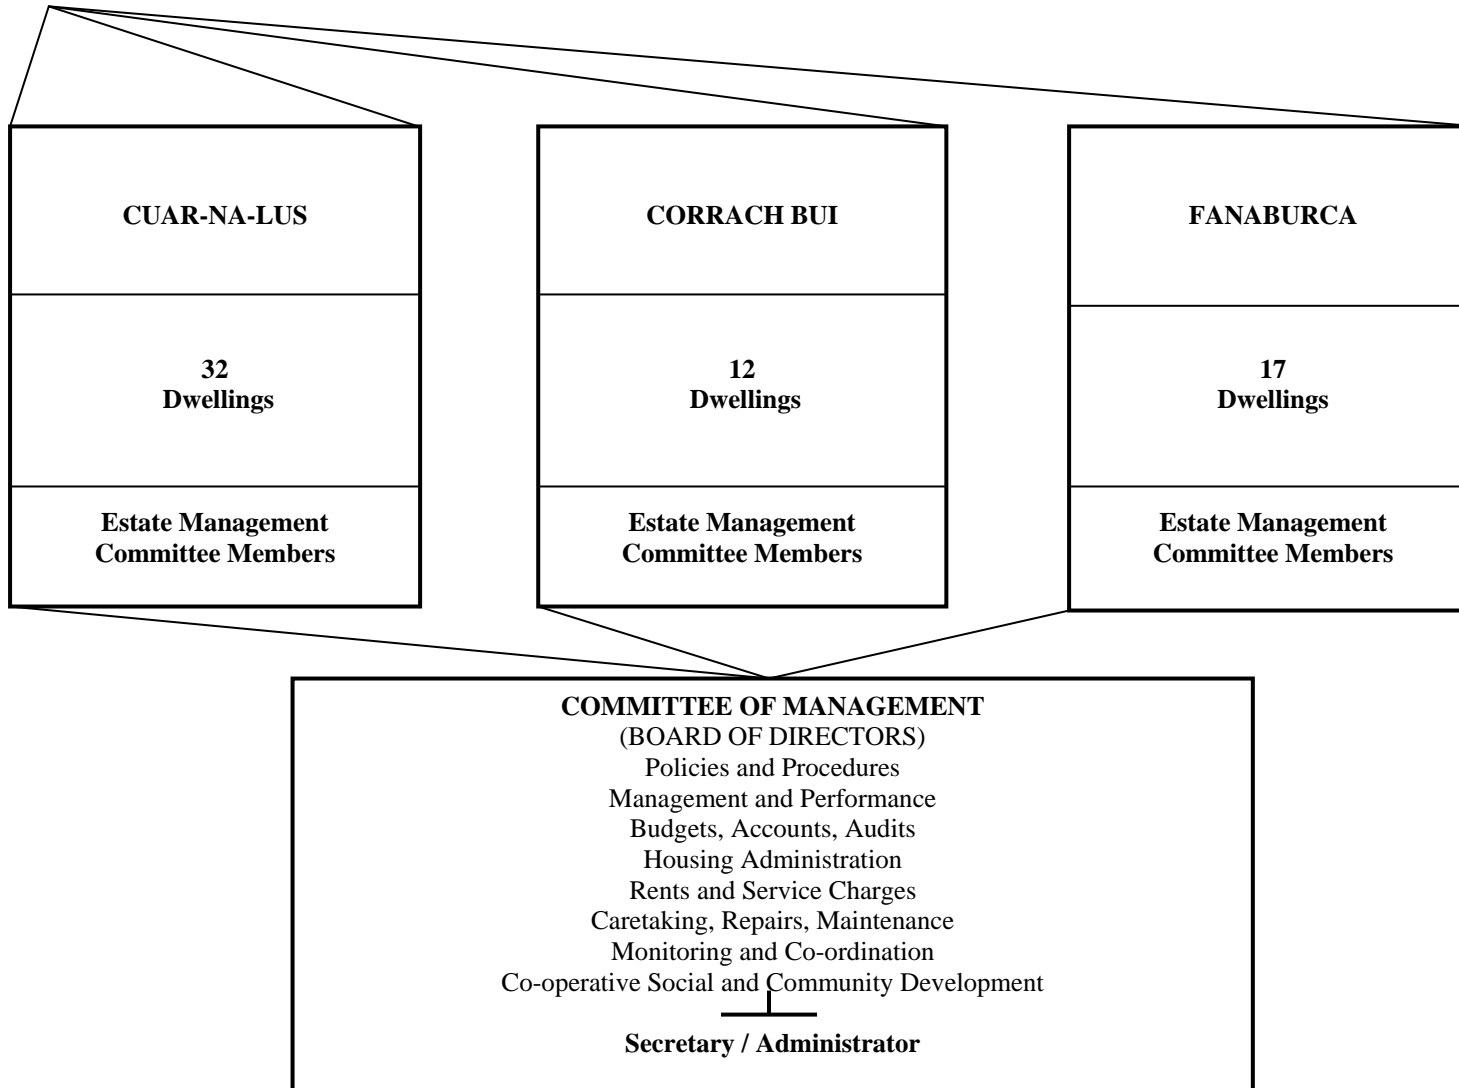 CUAR-NA-LUS
32
Dwellings
Estate Management
Committee Members
CORRACH BUI
12
Dwellings
Estate Management
Committee Members
FANABURCA
17
Dwellings
Estate Management
Committee Members
COMMITTEE OF MANAGEMENT
(BOARD OF DIRECTORS)
Policies and Procedures
Management and Performance
Budgets, Accounts, Audits
Housing Administration
Rents and Service Charges
Caretaking, Repairs, Maintenance
Monitoring and Co-ordination
Co-operative Social and Community Development
Secretary / Administrator